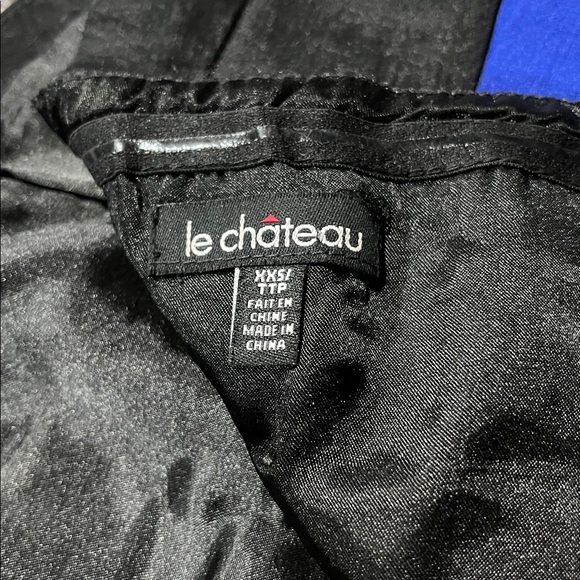 le château
XXS/
TTP
FAIT EN
CHINE
MADE IN
CHINA